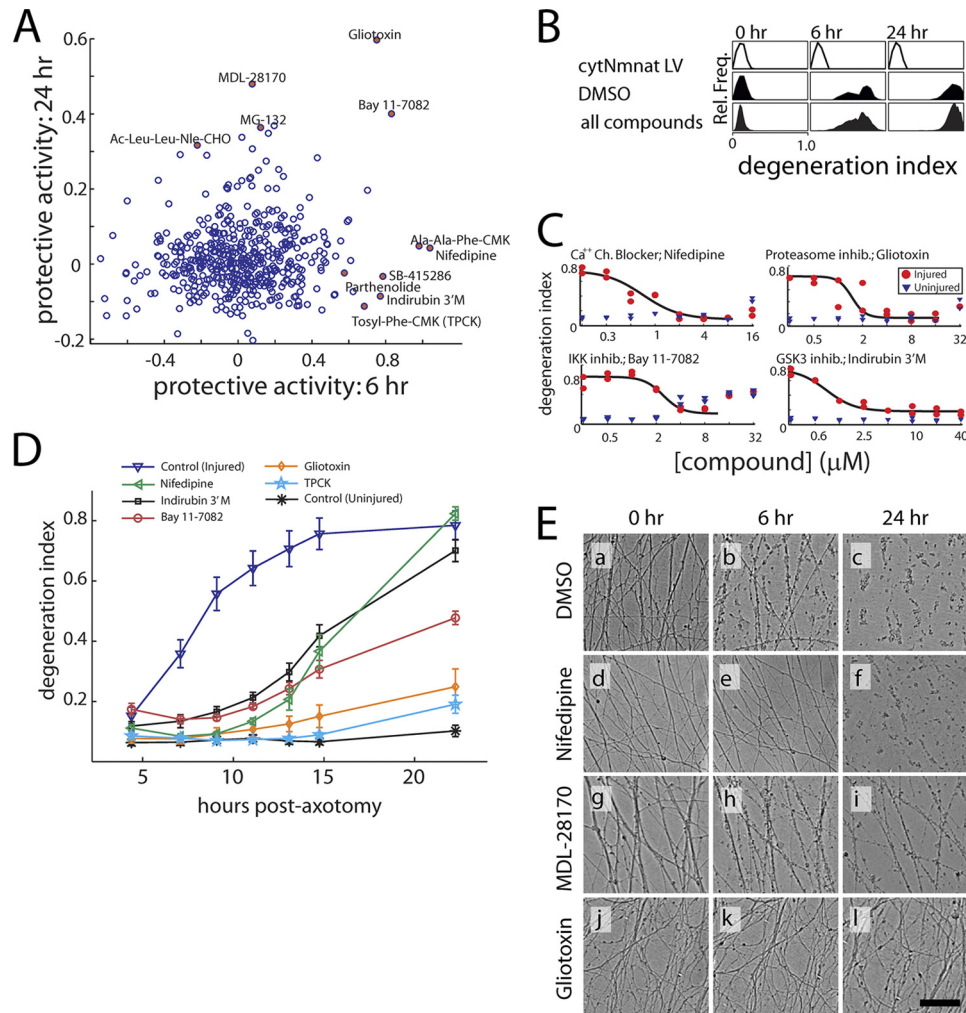 A
protective activity: 24 hr
0.6
0.4
0.2
0
-0.2
Gliotoxin
MDL-28170
Bay 11-7082
MG-132
Ac-Leu-Leu-Nle-CHO
Ala-Ala-Phe-CMK
Nifedipine
SB-415286
Parthenolide
Indirubin 3'M
Tosyl-Phe-CMK (TPCK)
-0.4 0 0.4 0.8
protective activity: 6 hr
B
0 hr 6 hr 24 hr
cytNmnat LV
DMSO
all compounds
Rel. Freq.
0 1.0
degeneration index
C
degeneration index
Ca++ Ch. Blocker; Nifedipine
0.8
0
0.3 1 4 16
Proteasome inhib.; Gliotoxin
0.8
0
0.5 2 8 32
Injured
Uninjured
IKK inhib.; Bay 11-7082
0.8
0
0.5 2 8 32
GSK3 inhib.; Indirubin 3'M
0.8
0
0.6 2.5 10 40
[compound] (μM)
D
Control (Injured)
Nifedipine
Indirubin 3' M
Bay 11-7082
Gliotoxin
TPCK
Control (Uninjured)
degeneration index
0.8
0.6
0.4
0.2
5 10 15 20
hours post-axotomy
E
0 hr 6 hr 24 hr
DMSO
a b c
Nifedipine
d e f
MDL-28170
g h i
Gliotoxin
j k l